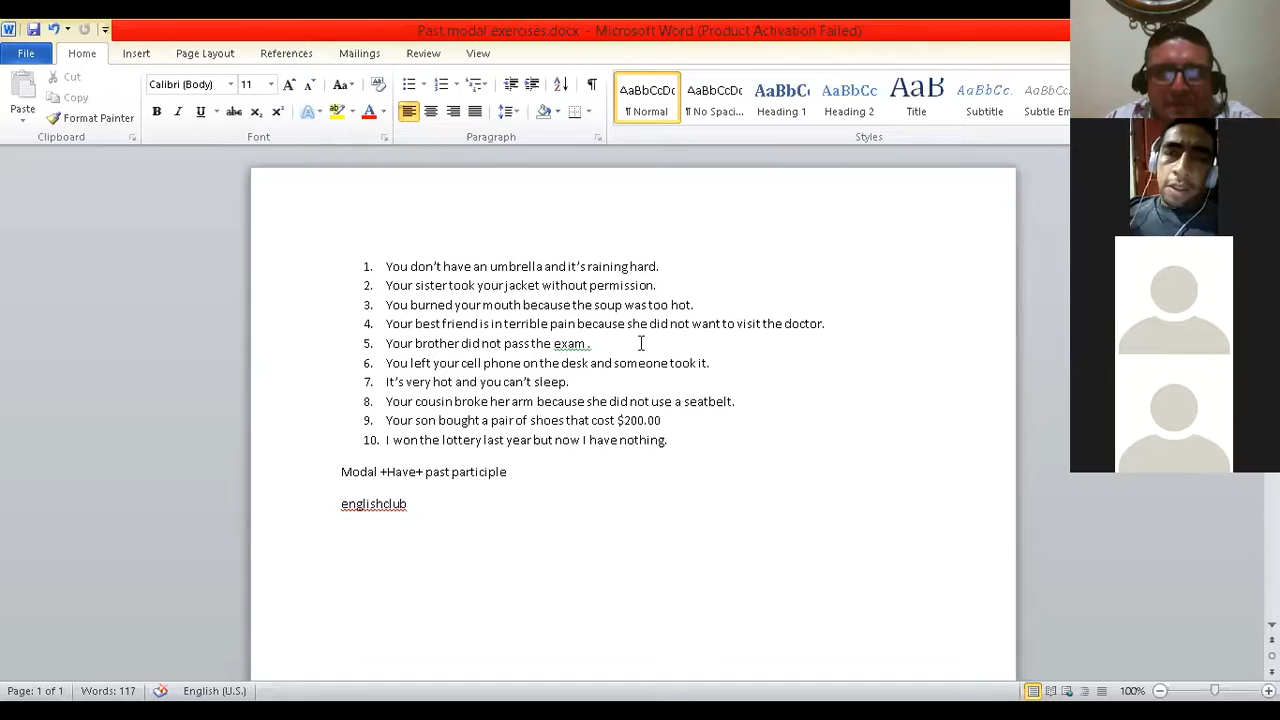 Past modal exercises.docx - Microsoft Word (Product Activation Failed)
File Home Insert Page Layout References Mailings Review View
Paste Cut Copy Format Painter
Calibri (Body) 11
AaBbCcDc AaBbCcDc AaBbC AaBbCc AaB AaBbCc. AaBbCc.
¶ Normal ¶ No Spaci... Heading 1 Heading 2 Title Subtitle Subtle Em
Clipboard Font Paragraph Styles
1. You don’t have an umbrella and it’s raining hard.
2. Your sister took your jacket without permission.
3. You burned your mouth because the soup was too hot.
4. Your best friend is in terrible pain because she did not want to visit the doctor.
5. Your brother did not pass the exam .
6. You left your cell phone on the desk and someone took it.
7. It’s very hot and you can’t sleep.
8. Your cousin broke her arm because she did not use a seatbelt.
9. Your son bought a pair of shoes that cost $200.00
10. I won the lottery last year but now I have nothing.
Modal +Have+ past participle
englishclub
Page: 1 of 1 Words: 117 English (U.S.) 100%